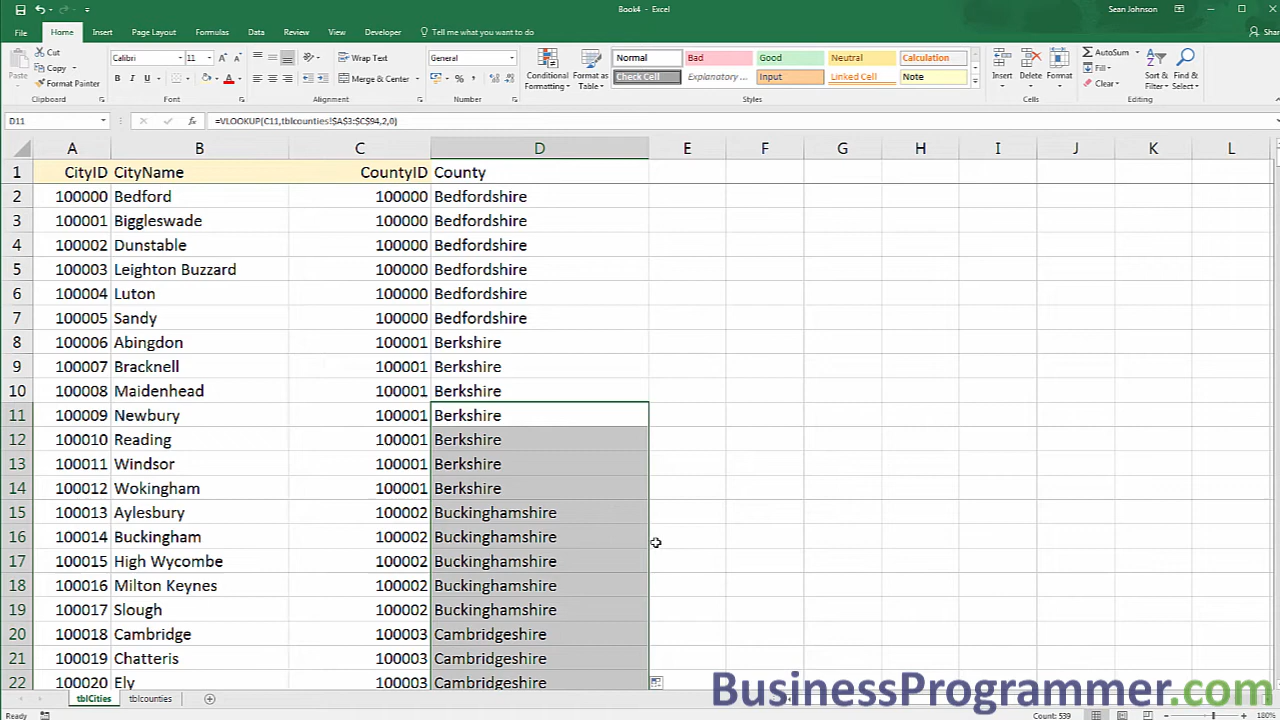 Book4 - Excel
Sean Johnson
File Home Insert Page Layout Formulas Data Review View Developer Tell me what you want to do Shar
Paste Cut Copy Format Painter Clipboard
Calibri 11 B I U A Font
Wrap Text Merge & Center Alignment
General % Number
Conditional Formatting Format as Table
Normal Bad Good Neutral Calculation
Check Cell Explanatory ... Input Linked Cell Note
Styles
Insert Delete Format Cells
AutoSum Fill Clear Sort & Filter Find & Select Editing
D11 fx =VLOOKUP(C11,tblcounties!$A$3:$C$94,2,0)
A B C D E F G H I J K L
1 CityID CityName CountyID County
2 100000 Bedford 100000 Bedfordshire
3 100001 Biggleswade 100000 Bedfordshire
4 100002 Dunstable 100000 Bedfordshire
5 100003 Leighton Buzzard 100000 Bedfordshire
6 100004 Luton 100000 Bedfordshire
7 100005 Sandy 100000 Bedfordshire
8 100006 Abingdon 100001 Berkshire
9 100007 Bracknell 100001 Berkshire
10 100008 Maidenhead 100001 Berkshire
11 100009 Newbury 100001 Berkshire
12 100010 Reading 100001 Berkshire
13 100011 Windsor 100001 Berkshire
14 100012 Wokingham 100001 Berkshire
15 100013 Aylesbury 100002 Buckinghamshire
16 100014 Buckingham 100002 Buckinghamshire
17 100015 High Wycombe 100002 Buckinghamshire
18 100016 Milton Keynes 100002 Buckinghamshire
19 100017 Slough 100002 Buckinghamshire
20 100018 Cambridge 100003 Cambridgeshire
21 100019 Chatteris 100003 Cambridgeshire
22 100020 Ely 100003 Cambridgeshire
tblCities tblcounties
BusinessProgrammer.com
Ready Count: 539 180%